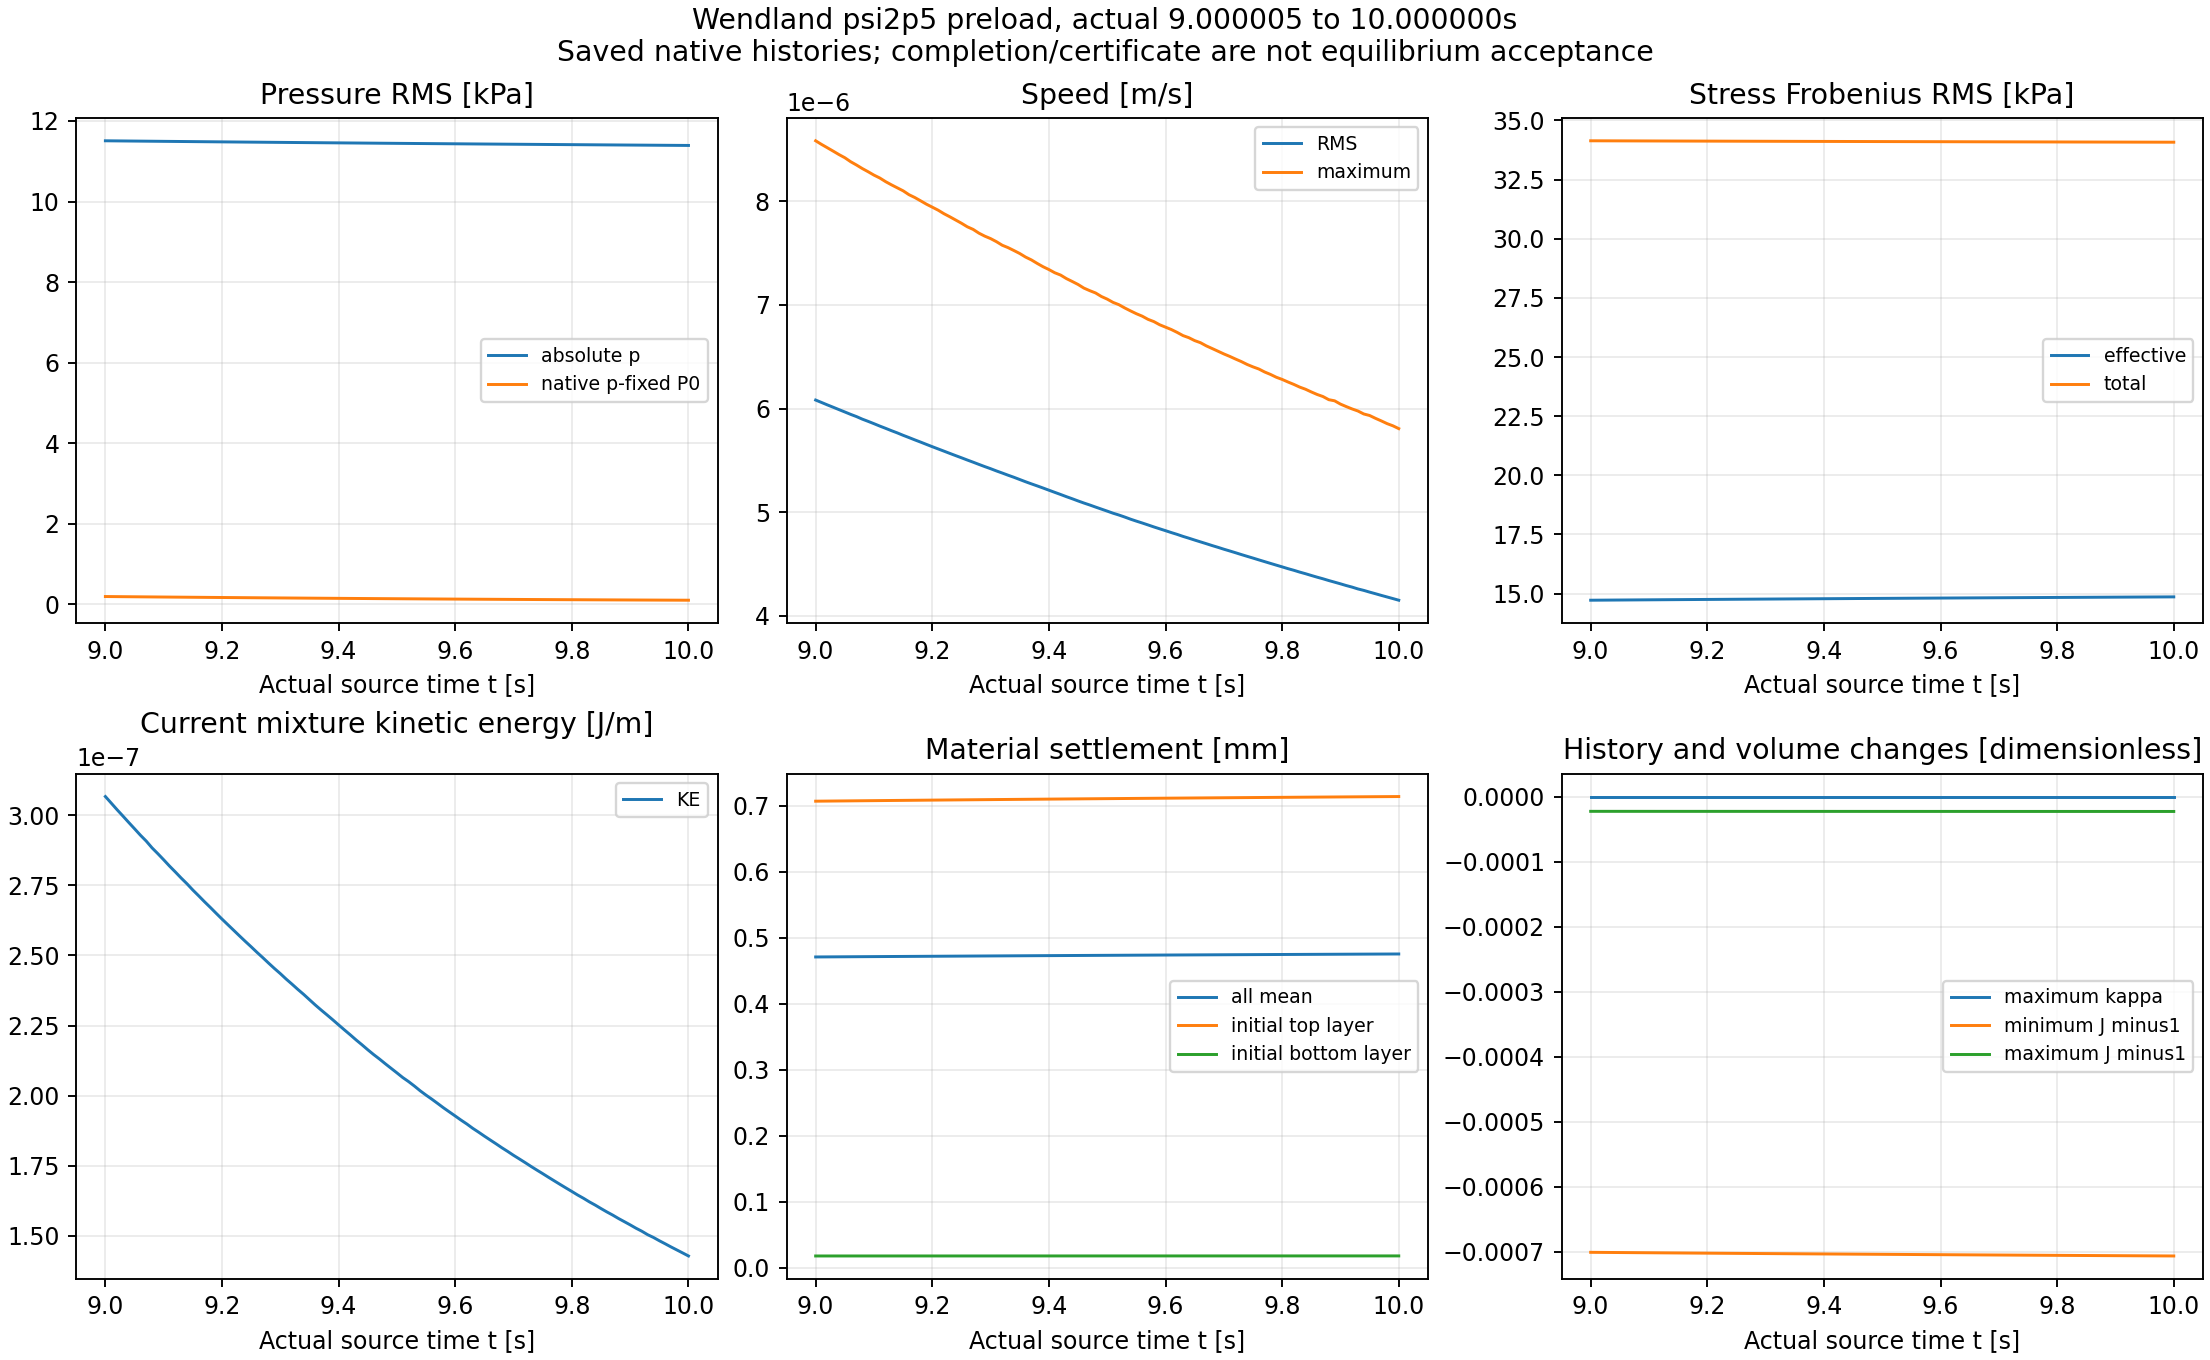 Wendland psi2p5 preload, actual 9.000005 to 10.000000s
Saved native histories; completion/certificate are not equilibrium acceptance
Pressure RMS [kPa]
12
10
8
6
4
2
0
absolute p
native p-fixed P0
9.0 9.2 9.4 9.6 9.8 10.0
Actual source time t [s]
Speed [m/s]
1e−6
8
7
6
5
4
RMS
maximum
9.0 9.2 9.4 9.6 9.8 10.0
Actual source time t [s]
Stress Frobenius RMS [kPa]
35.0
32.5
30.0
27.5
25.0
22.5
20.0
17.5
15.0
effective
total
9.0 9.2 9.4 9.6 9.8 10.0
Actual source time t [s]
Current mixture kinetic energy [J/m]
1e−7
3.00
2.75
2.50
2.25
2.00
1.75
1.50
KE
9.0 9.2 9.4 9.6 9.8 10.0
Actual source time t [s]
Material settlement [mm]
0.7
0.6
0.5
0.4
0.3
0.2
0.1
0.0
all mean
initial top layer
initial bottom layer
9.0 9.2 9.4 9.6 9.8 10.0
Actual source time t [s]
History and volume changes [dimensionless]
0.0000
−0.0001
−0.0002
−0.0003
−0.0004
−0.0005
−0.0006
−0.0007
maximum kappa
minimum J minus1
maximum J minus1
9.0 9.2 9.4 9.6 9.8 10.0
Actual source time t [s]